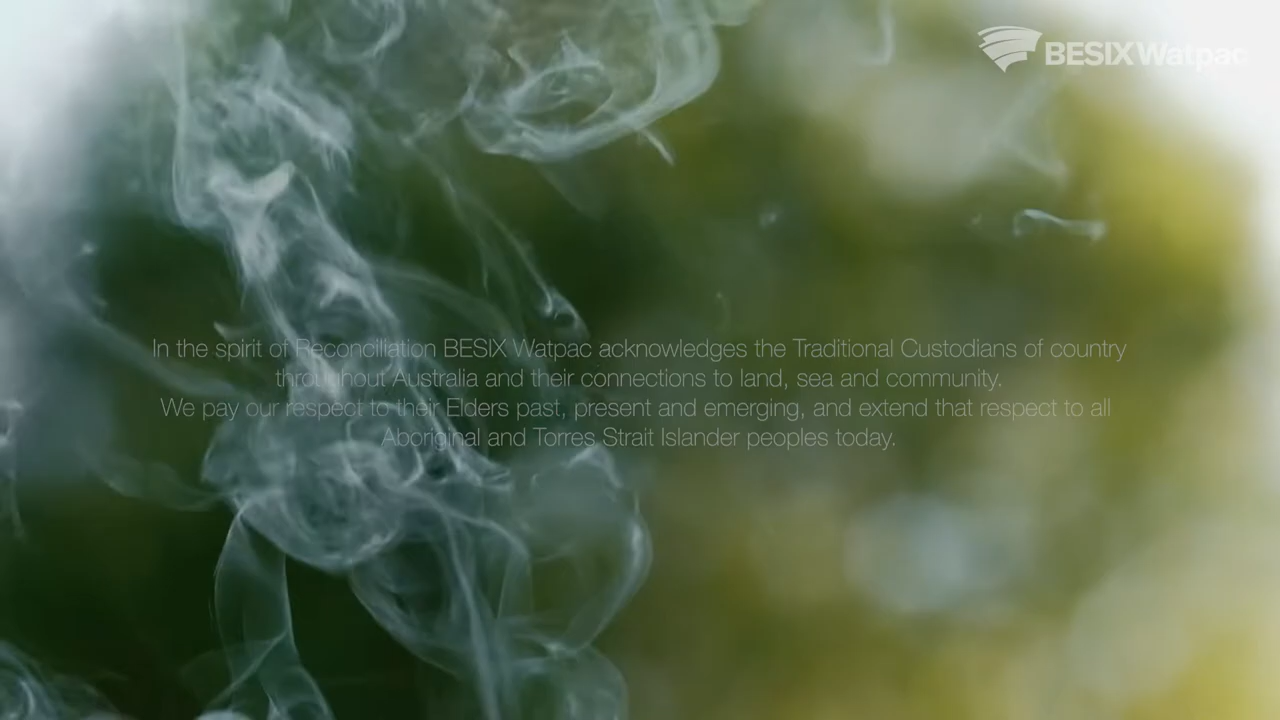 BESIX Watpac
In the spirit of Reconciliation BESIX Watpac acknowledges the Traditional Custodians of country
throughout Australia and their connections to land, sea and community.
We pay our respect to their Elders past, present and emerging, and extend that respect to all
Aboriginal and Torres Strait Islander peoples today.